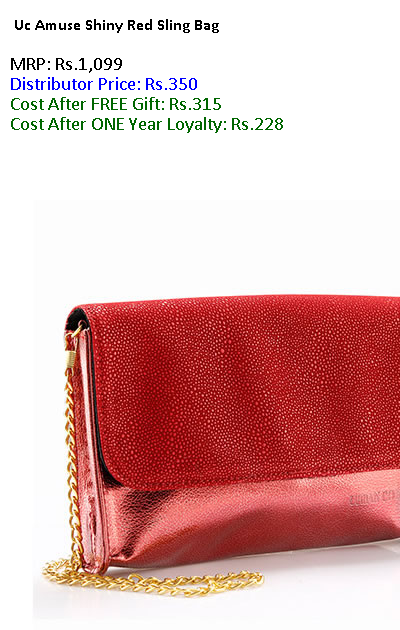 Uc Amuse Shiny Red Sling Bag
MRP: Rs.1,099
Distributor Price: Rs.350
Cost After FREE Gift: Rs.315
Cost After ONE Year Loyalty: Rs.228